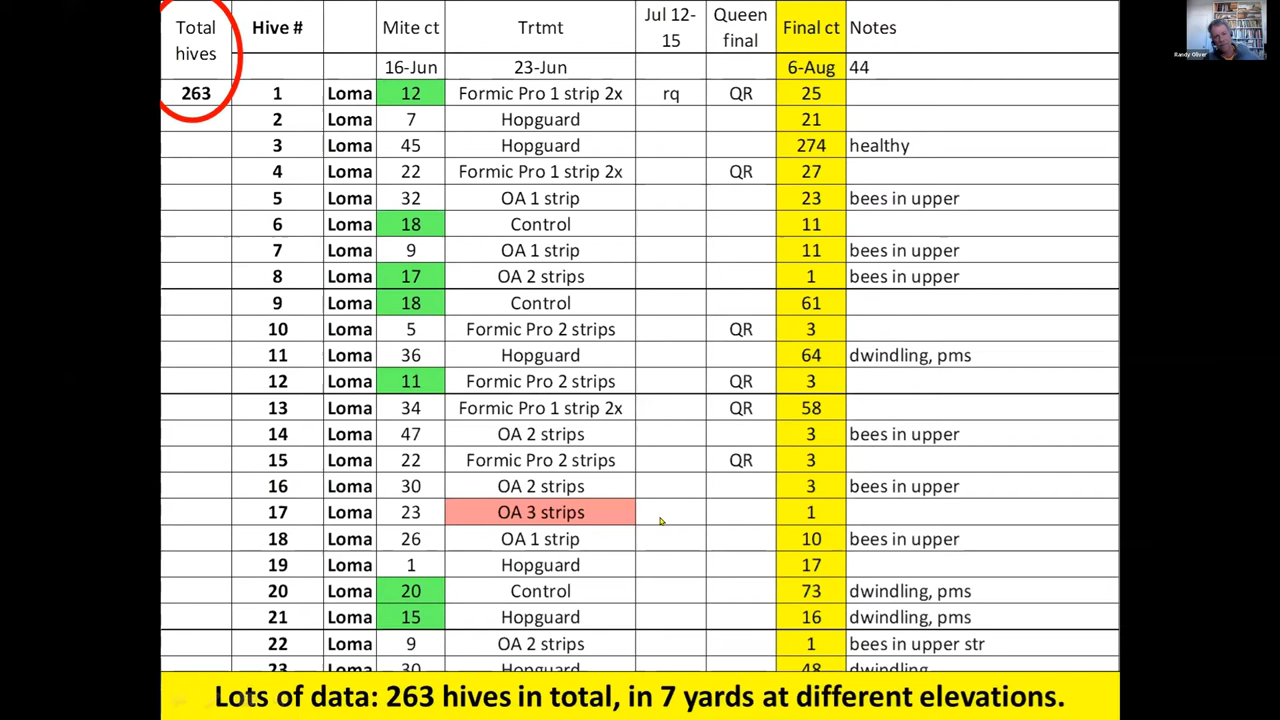 Total hives Hive # Mite ct Trtmt Jul 12-15 Queen final Final ct Notes
16-Jun 23-Jun 6-Aug 44
263 1 Loma 12 Formic Pro 1 strip 2x rq QR 25
2 Loma 7 Hopguard 21
3 Loma 45 Hopguard 274 healthy
4 Loma 22 Formic Pro 1 strip 2x QR 27
5 Loma 32 OA 1 strip 23 bees in upper
6 Loma 18 Control 11
7 Loma 9 OA 1 strip 11 bees in upper
8 Loma 17 OA 2 strips 1 bees in upper
9 Loma 18 Control 61
10 Loma 5 Formic Pro 2 strips QR 3
11 Loma 36 Hopguard 64 dwindling, pms
12 Loma 11 Formic Pro 2 strips QR 3
13 Loma 34 Formic Pro 1 strip 2x QR 58
14 Loma 47 OA 2 strips 3 bees in upper
15 Loma 22 Formic Pro 2 strips QR 3
16 Loma 30 OA 2 strips 3 bees in upper
17 Loma 23 OA 3 strips 1
18 Loma 26 OA 1 strip 10 bees in upper
19 Loma 1 Hopguard 17
20 Loma 20 Control 73 dwindling, pms
21 Loma 15 Hopguard 16 dwindling, pms
22 Loma 9 OA 2 strips 1 bees in upper str
23 Loma 30 Hopguard 48 dwindling
Lots of data: 263 hives in total, in 7 yards at different elevations.
Randy Oliver